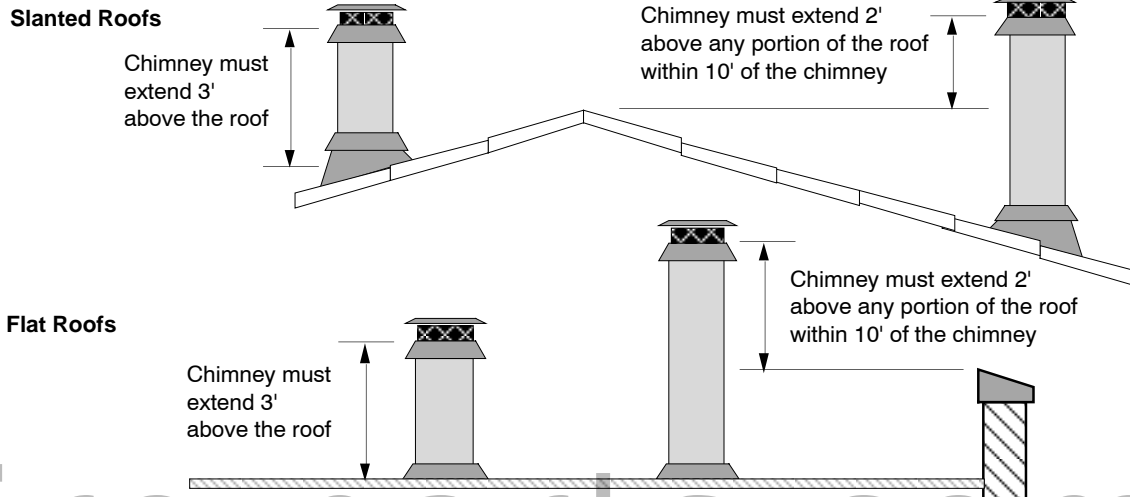 Slanted Roofs
Chimney must
extend 3'
above the roof
Chimney must extend 2'
above any portion of the roof
within 10' of the chimney
Flat Roofs
Chimney must
extend 3'
above the roof
Chimney must extend 2'
above any portion of the roof
within 10' of the chimney